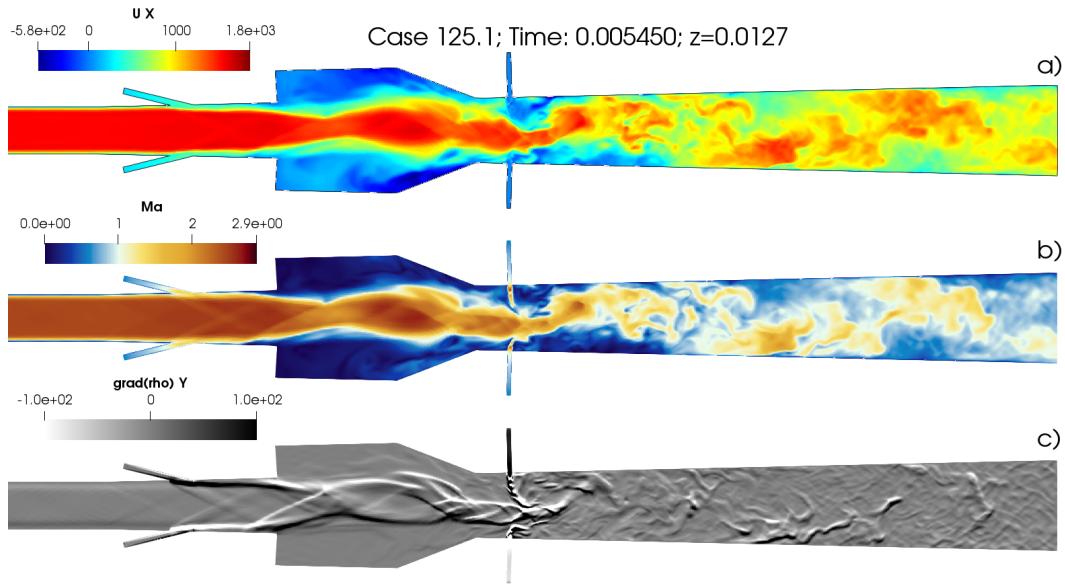 U X
-5.8e+02 0 1000 1.8e+03
Case 125.1; Time: 0.005450; z=0.0127
a)
Ma
0.0e+00 1 2 2.9e+00
b)
grad(rho) Y
-1.0e+02 0 1.0e+02
c)